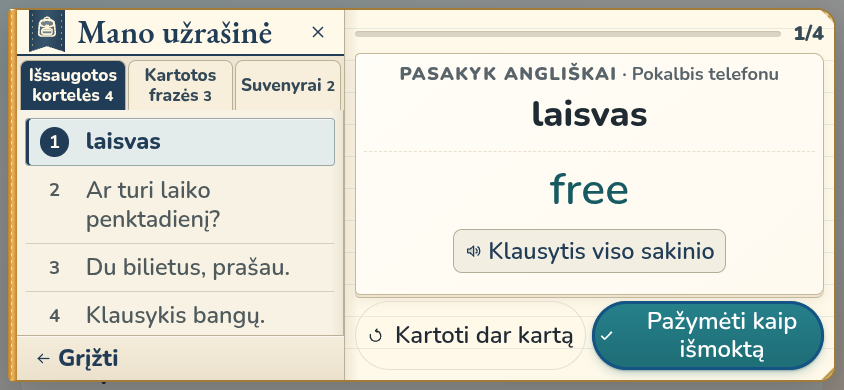 Mano užrašinė ×
Išsaugotos
kortelės 4
Kartotos
frazės 3
Suvenyrai 2
1 laisvas
2 Ar turi laiko
penktadienį?
3 Du bilietus, prašau.
4 Klausykis bangų.
← Grįžti
1/4
PASAKYK ANGLIŠKAI · Pokalbis telefonu
laisvas
free
Klausytis viso sakinio
Kartoti dar kartą
Pažymėti kaip
išmoktą